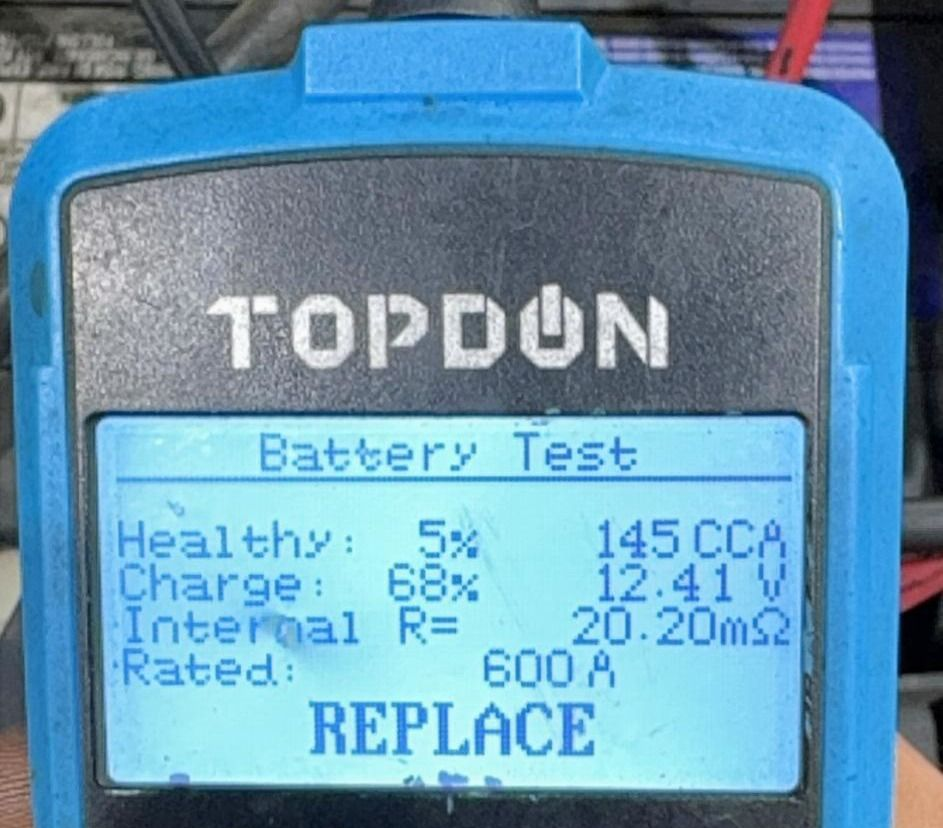 TOPDON
Battery Test
Healthy: 5% 145 CCA
Charge: 68% 12.41 V
Internal R= 20.20mΩ
Rated: 600 A
REPLACE